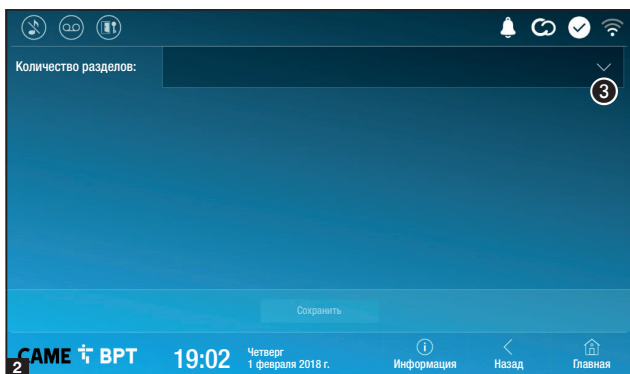 Количество разделов:
3
Сохранить
2
CAME BPT
19:02
Четверг
1 февраля 2018 г.
Информация
Назад
Главная